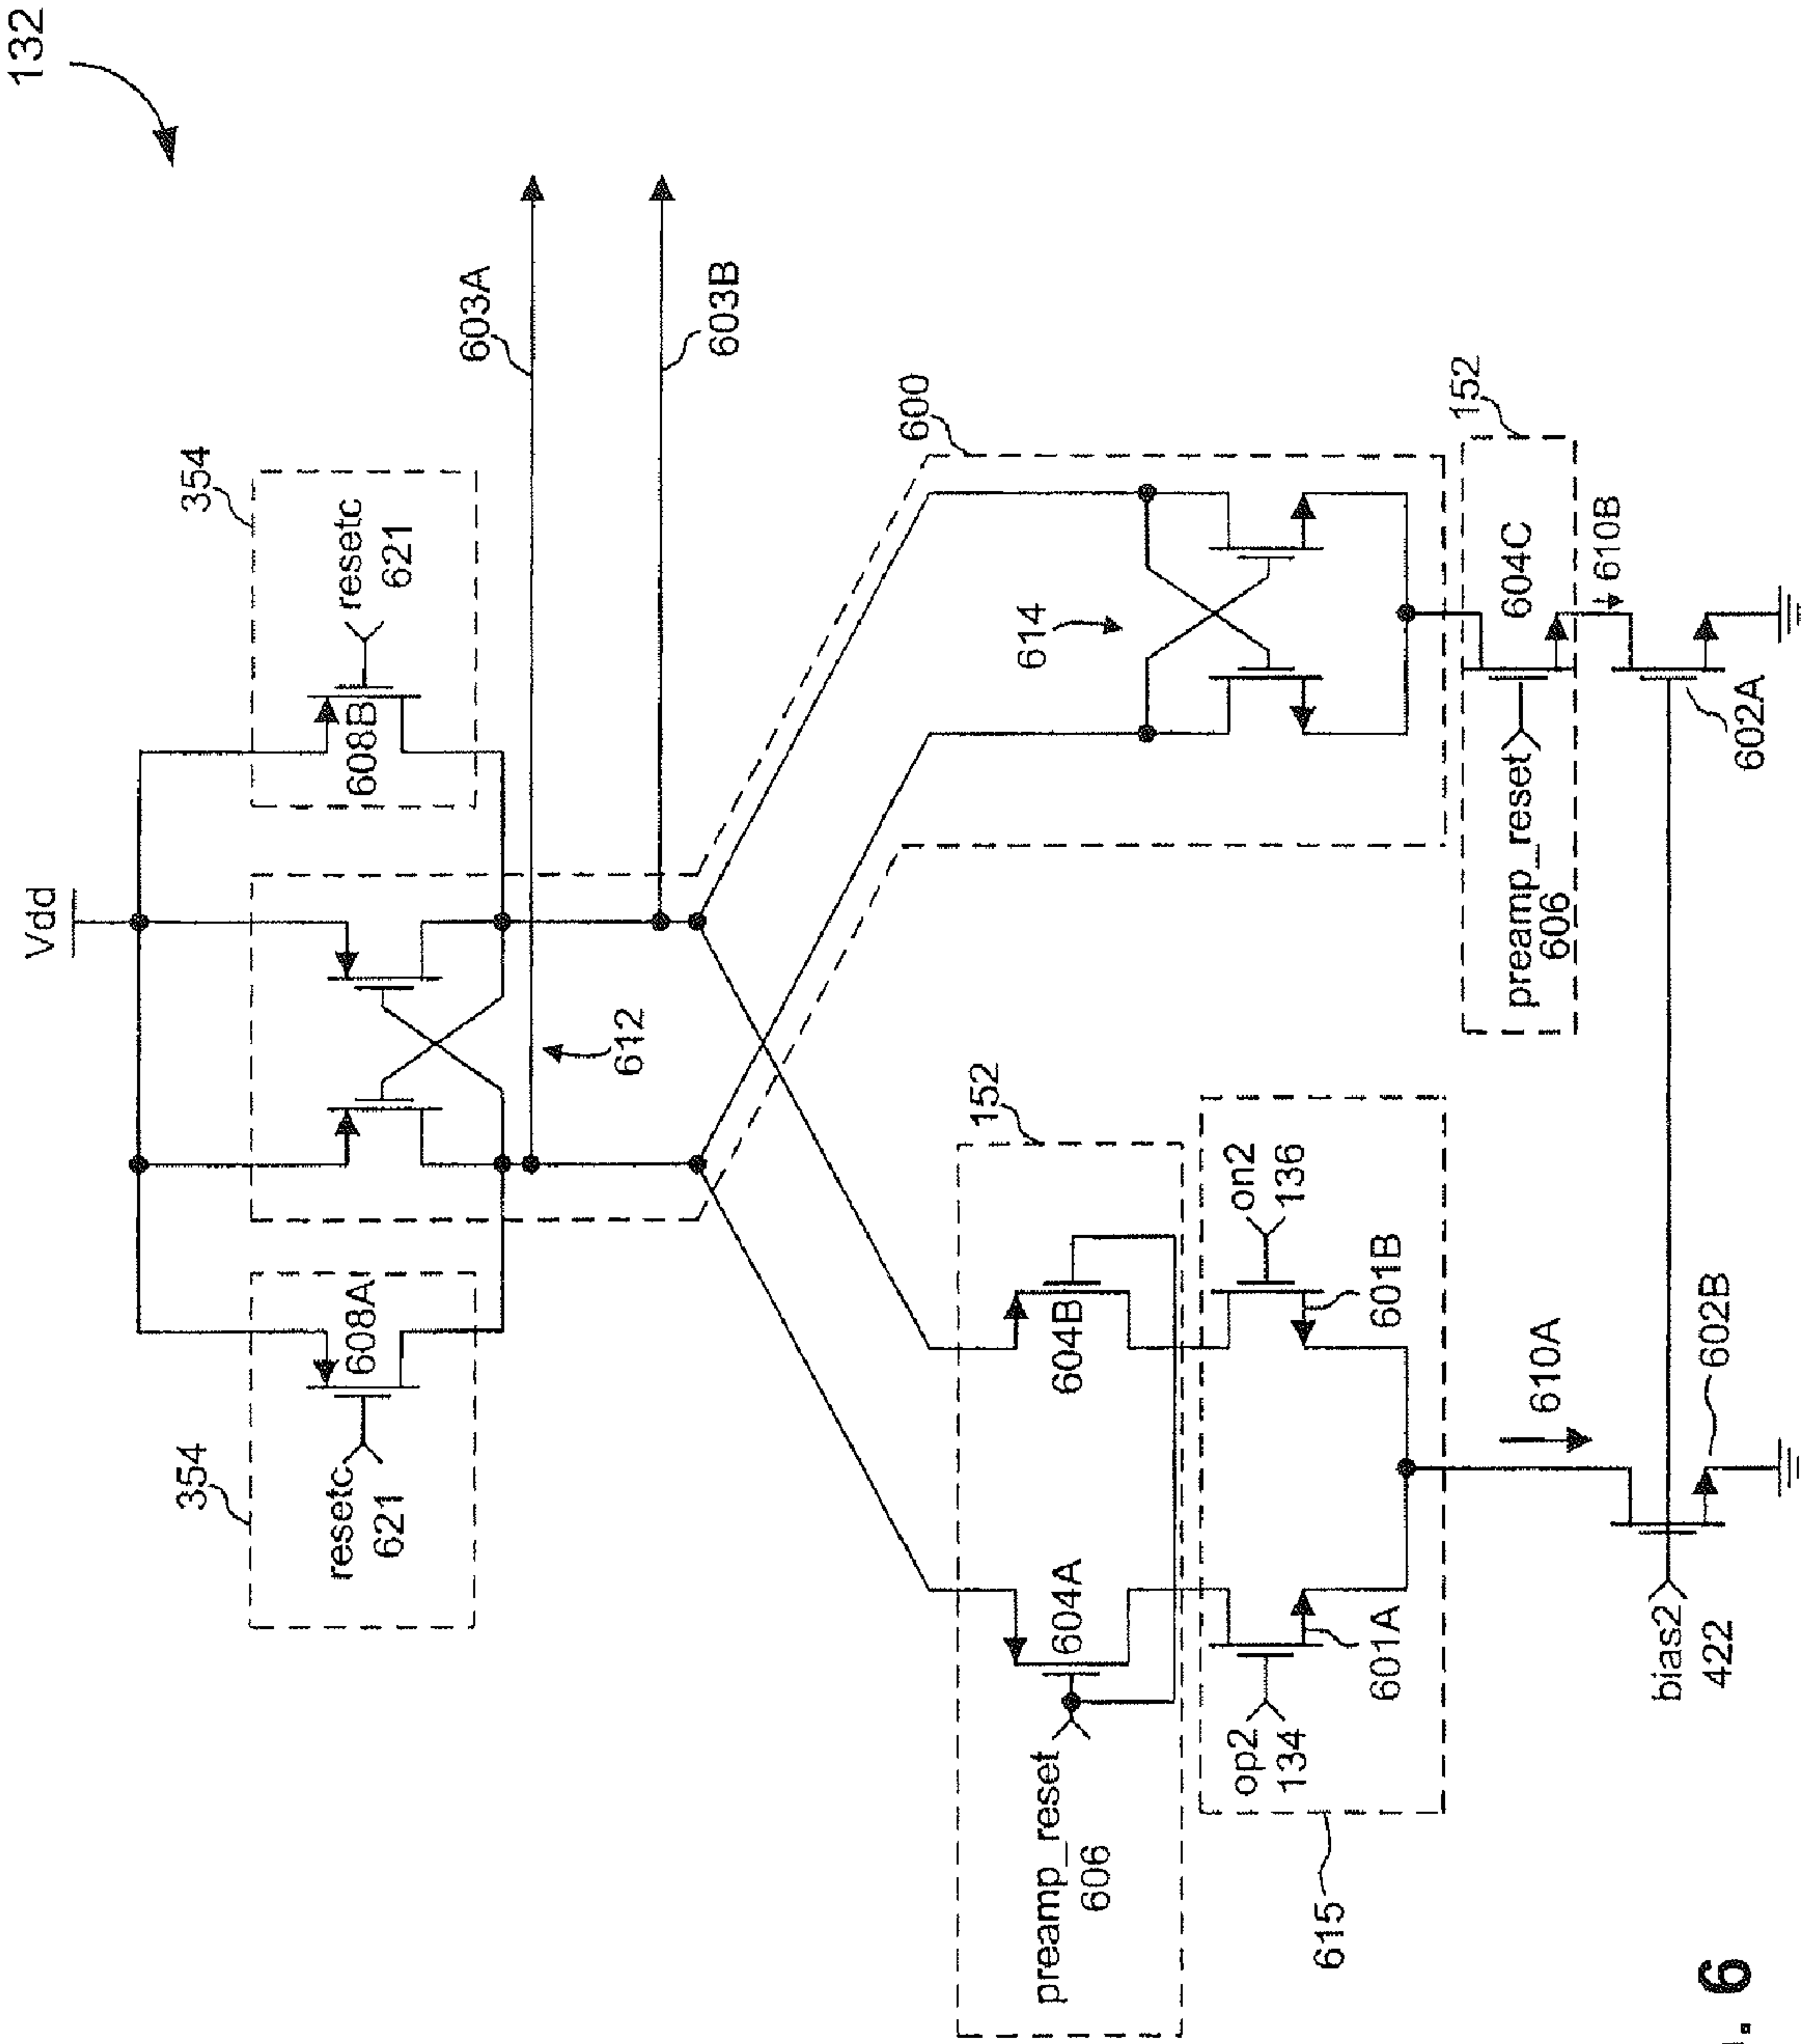 132
Vdd
354
resetc
621
608B
603A
603B
354
608A
resetc
621
612
600
152
614
604C
preamp_reset
606
610B
602A
152
604B
604A
preamp_reset
606
on2
136
601B
op2
134
601A
615
610A
602B
bias2
422
. 6